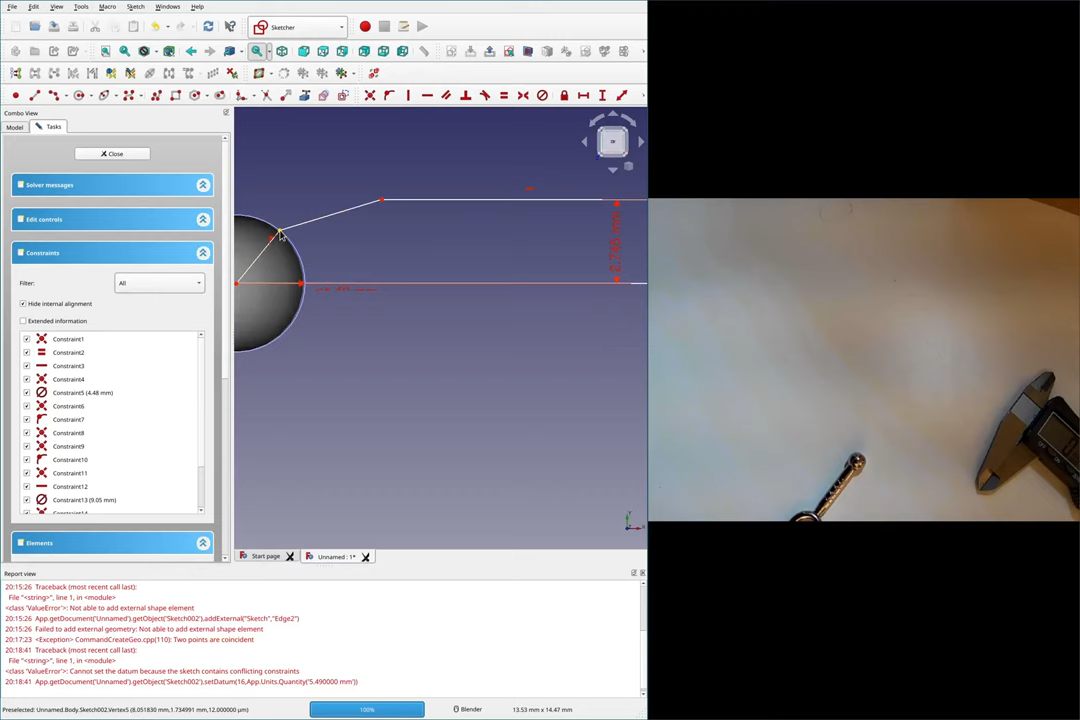 File Edit View Tools Macro Sketch Windows Help
Sketcher
Combo View
Model Tasks
Close
Solver messages
Edit controls
Constraints
Filter: All
Hide internal alignment
Extended information
Constraint1
Constraint2
Constraint3
Constraint4
Constraint5 (4.48 mm)
Constraint6
Constraint7
Constraint8
Constraint9
Constraint10
Constraint11
Constraint12
Constraint13 (9.05 mm)
Elements
Start page Unnamed : 1*
Report view
20:15:26 Traceback (most recent call last):
File "<string>", line 1, in <module>
<class 'ValueError'>: Not able to add external shape element
20:15:26 App.getDocument('Unnamed').getObject('Sketch002').addExternal("Sketch","Edge2")
20:15:26 Failed to add external geometry: Not able to add external shape element
20:17:23 <Exception> CommandCreateGeo.cpp(110): Two points are coincident
20:18:41 Traceback (most recent call last):
File "<string>", line 1, in <module>
<class 'ValueError'>: Cannot set the datum because the sketch contains conflicting constraints
20:18:41 App.getDocument('Unnamed').getObject('Sketch002').setDatum(16,App.Units.Quantity('5.490000 mm'))
Preselected: Unnamed.Body.Sketch002.Vertex5 (8.051830 mm,1.734991 mm,12.000000 µm) 100% Blender 13.53 mm x 14.47 mm